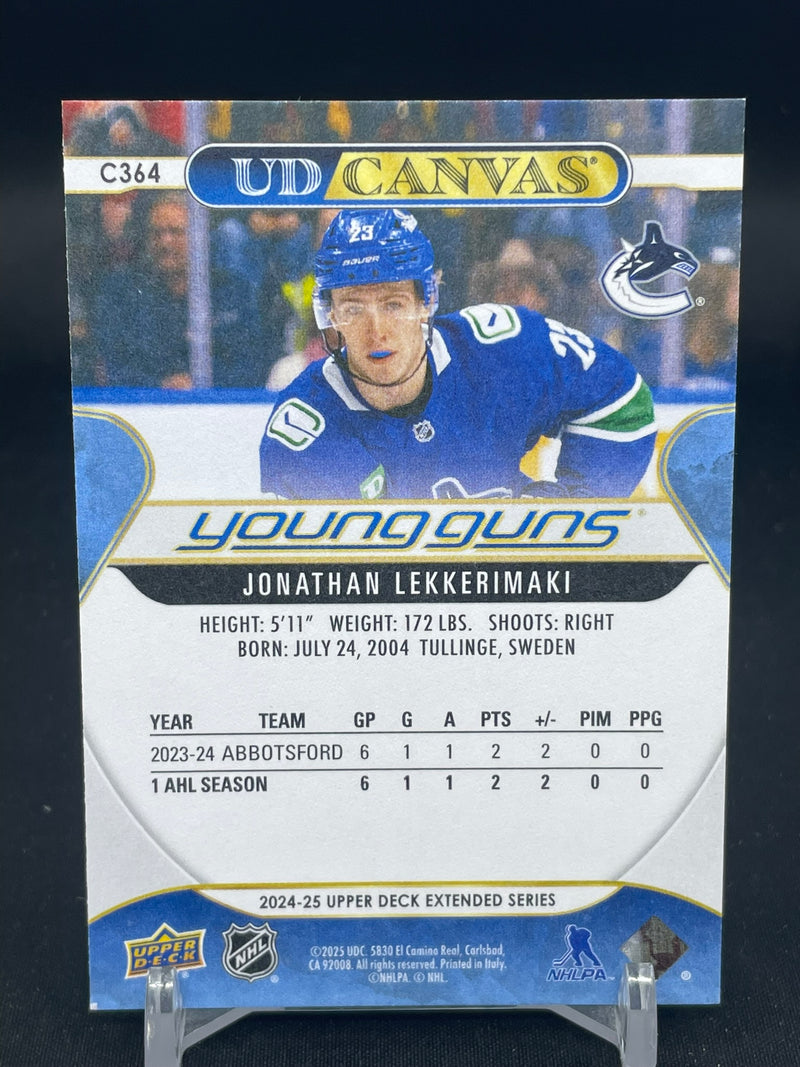 C364
UD CANVAS®
23
BAUER
23
®
young guns®
JONATHAN LEKKERIMAKI
HEIGHT: 5'11" WEIGHT: 172 LBS. SHOOTS: RIGHT
BORN: JULY 24, 2004 TULLINGE, SWEDEN
YEAR TEAM GP G A PTS +/- PIM PPG
2023-24 ABBOTSFORD 6 1 1 2 2 0 0
1 AHL SEASON 6 1 1 2 2 0 0
2024-25 UPPER DECK EXTENDED SERIES
UPPER DECK®
NHL®
©2025 UDC. 5830 El Camino Real, Carlsbad,
CA 92008. All rights reserved. Printed in Italy.
©NHLPA. © NHL.
NHLPA™
®